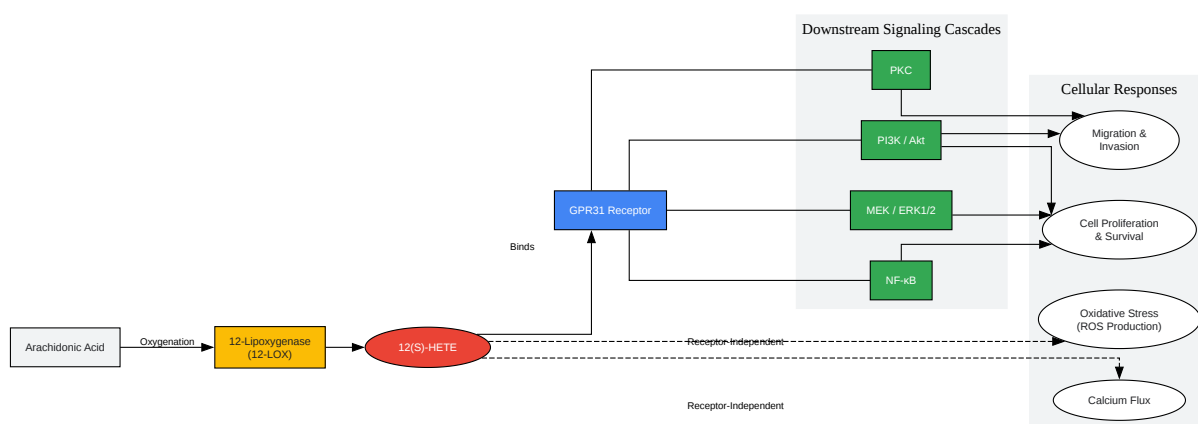 Downstream Signaling Cascades
PKC
Cellular Responses
Migration &
Invasion
PI3K / Akt
GPR31 Receptor
MEK / ERK1/2
Cell Proliferation
& Survival
Binds
NF-κB
Oxidative Stress
(ROS Production)
Arachidonic Acid
Oxygenation
12-Lipoxygenase
(12-LOX)
12(S)-HETE
Receptor-Independent
Calcium Flux
Receptor-Independent